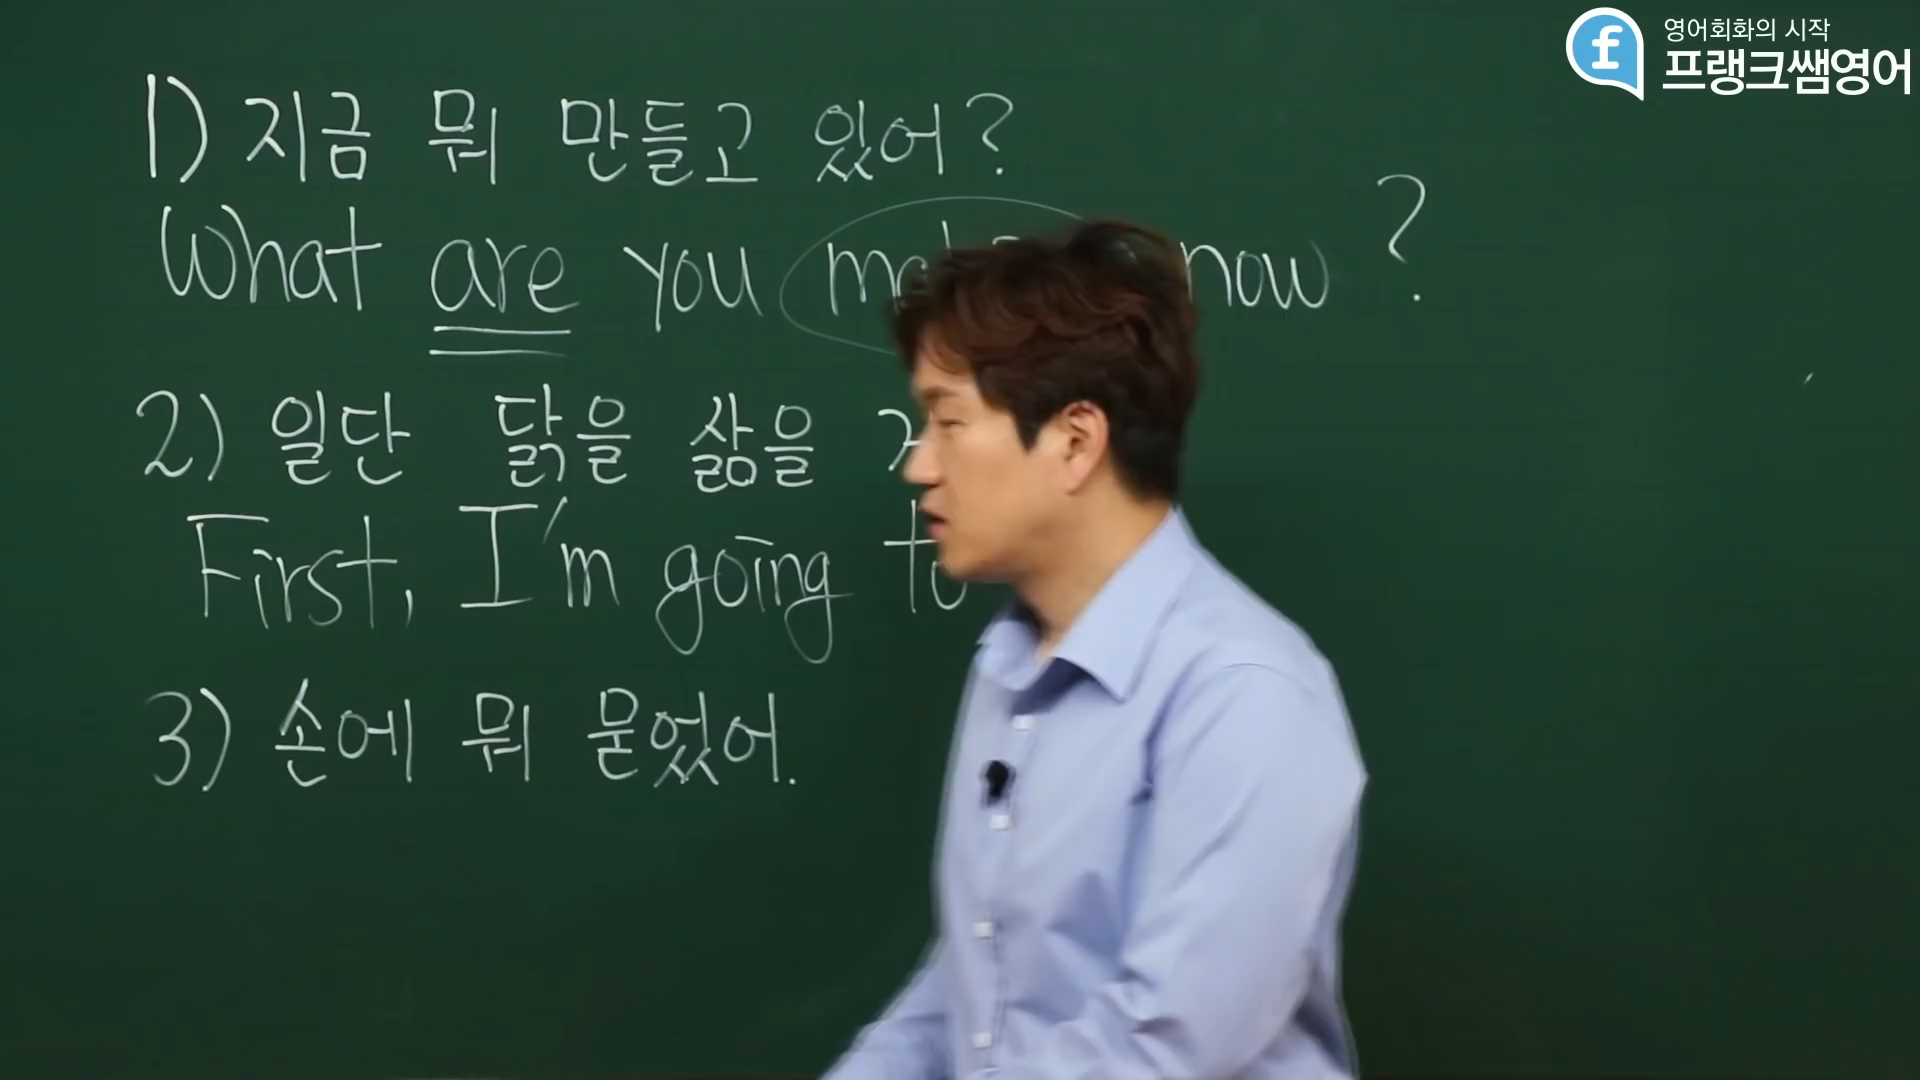 영어회화의 시작
프랭크쌤영어
1) 지금 뭐 만들고 있어?
What are you now?
2) 일단 닭을 삶을
First, I'm going to
3) 손에 뭐 묻었어.